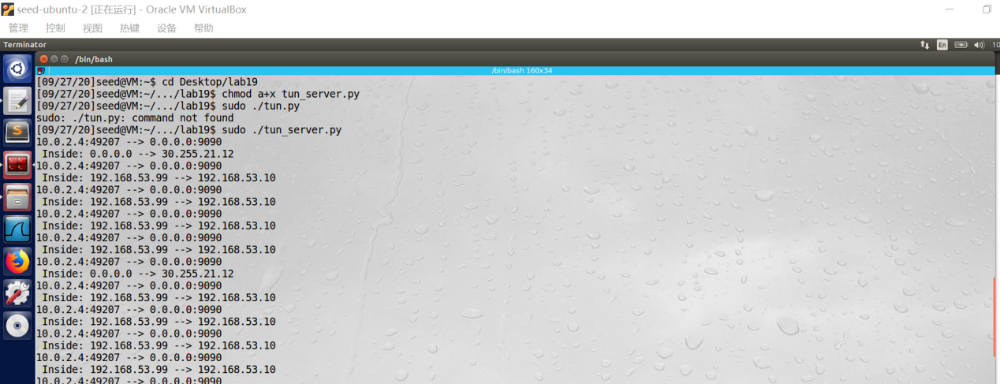 seed-ubuntu-2 [正在运行] - Oracle VM VirtualBox
管理 控制 视图 热键 设备 帮助
Terminator En 10
/bin/bash
/bin/bash 160x34
[09/27/20]seed@VM:~$ cd Desktop/lab19
[09/27/20]seed@VM:~/.../lab19$ chmod a+x tun_server.py
[09/27/20]seed@VM:~/.../lab19$ sudo ./tun.py
sudo: ./tun.py: command not found
[09/27/20]seed@VM:~/.../lab19$ sudo ./tun_server.py
10.0.2.4:49207 --> 0.0.0.0:9090
 Inside: 0.0.0.0 --> 30.255.21.12
10.0.2.4:49207 --> 0.0.0.0:9090
 Inside: 192.168.53.99 --> 192.168.53.10
10.0.2.4:49207 --> 0.0.0.0:9090
 Inside: 192.168.53.99 --> 192.168.53.10
10.0.2.4:49207 --> 0.0.0.0:9090
 Inside: 192.168.53.99 --> 192.168.53.10
10.0.2.4:49207 --> 0.0.0.0:9090
 Inside: 192.168.53.99 --> 192.168.53.10
10.0.2.4:49207 --> 0.0.0.0:9090
 Inside: 0.0.0.0 --> 30.255.21.12
10.0.2.4:49207 --> 0.0.0.0:9090
 Inside: 192.168.53.99 --> 192.168.53.10
10.0.2.4:49207 --> 0.0.0.0:9090
 Inside: 192.168.53.99 --> 192.168.53.10
10.0.2.4:49207 --> 0.0.0.0:9090
 Inside: 192.168.53.99 --> 192.168.53.10
10.0.2.4:49207 --> 0.0.0.0:9090
 Inside: 192.168.53.99 --> 192.168.53.10
10.0.2.4:49207 --> 0.0.0.0:9090